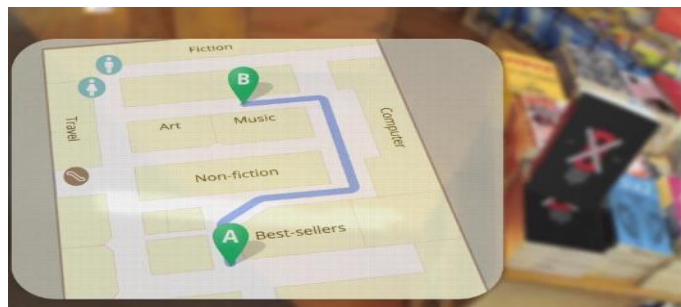 Fiction
B
Travel
Art
Music
Computer
Non-fiction
A
Best-sellers